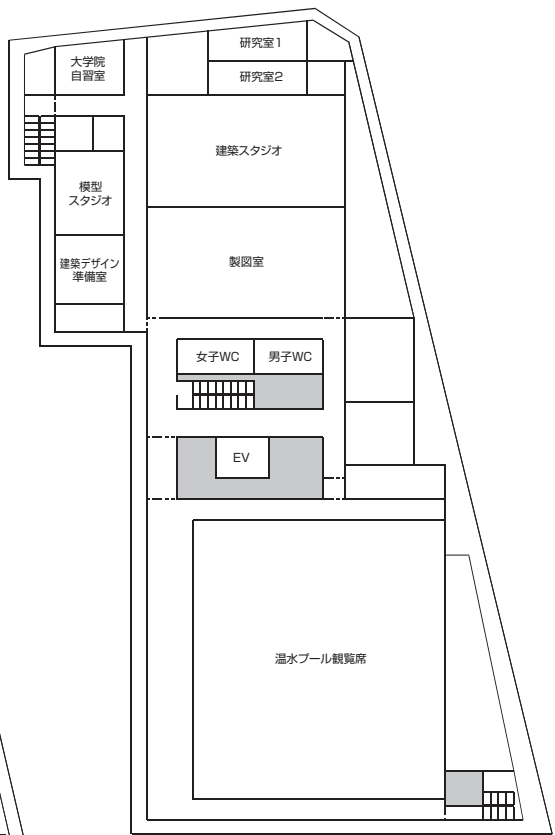 研究室1
大学院
自習室
研究室2
建築スタジオ
模型
スタジオ
建築デザイン
準備室
製図室
女子WC
男子WC
EV
温水プール観覧席